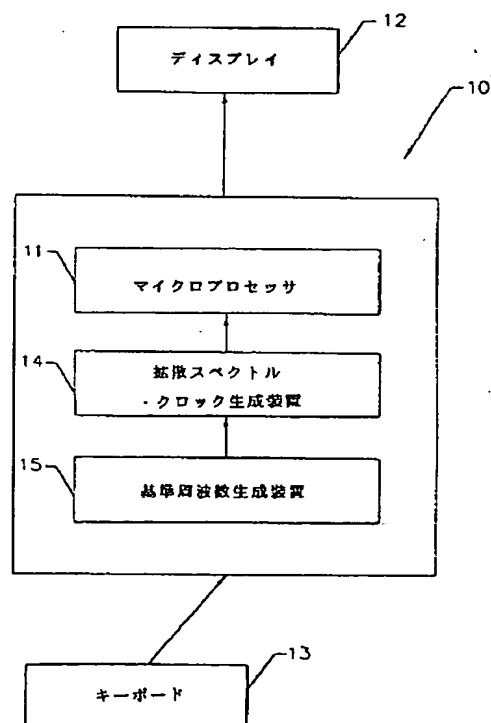 12
ディスプレイ
10
11
マイクロプロセッサ
14
拡散スペクトル
・クロック生成装置
15
基準周波数生成装置
13
キーボード